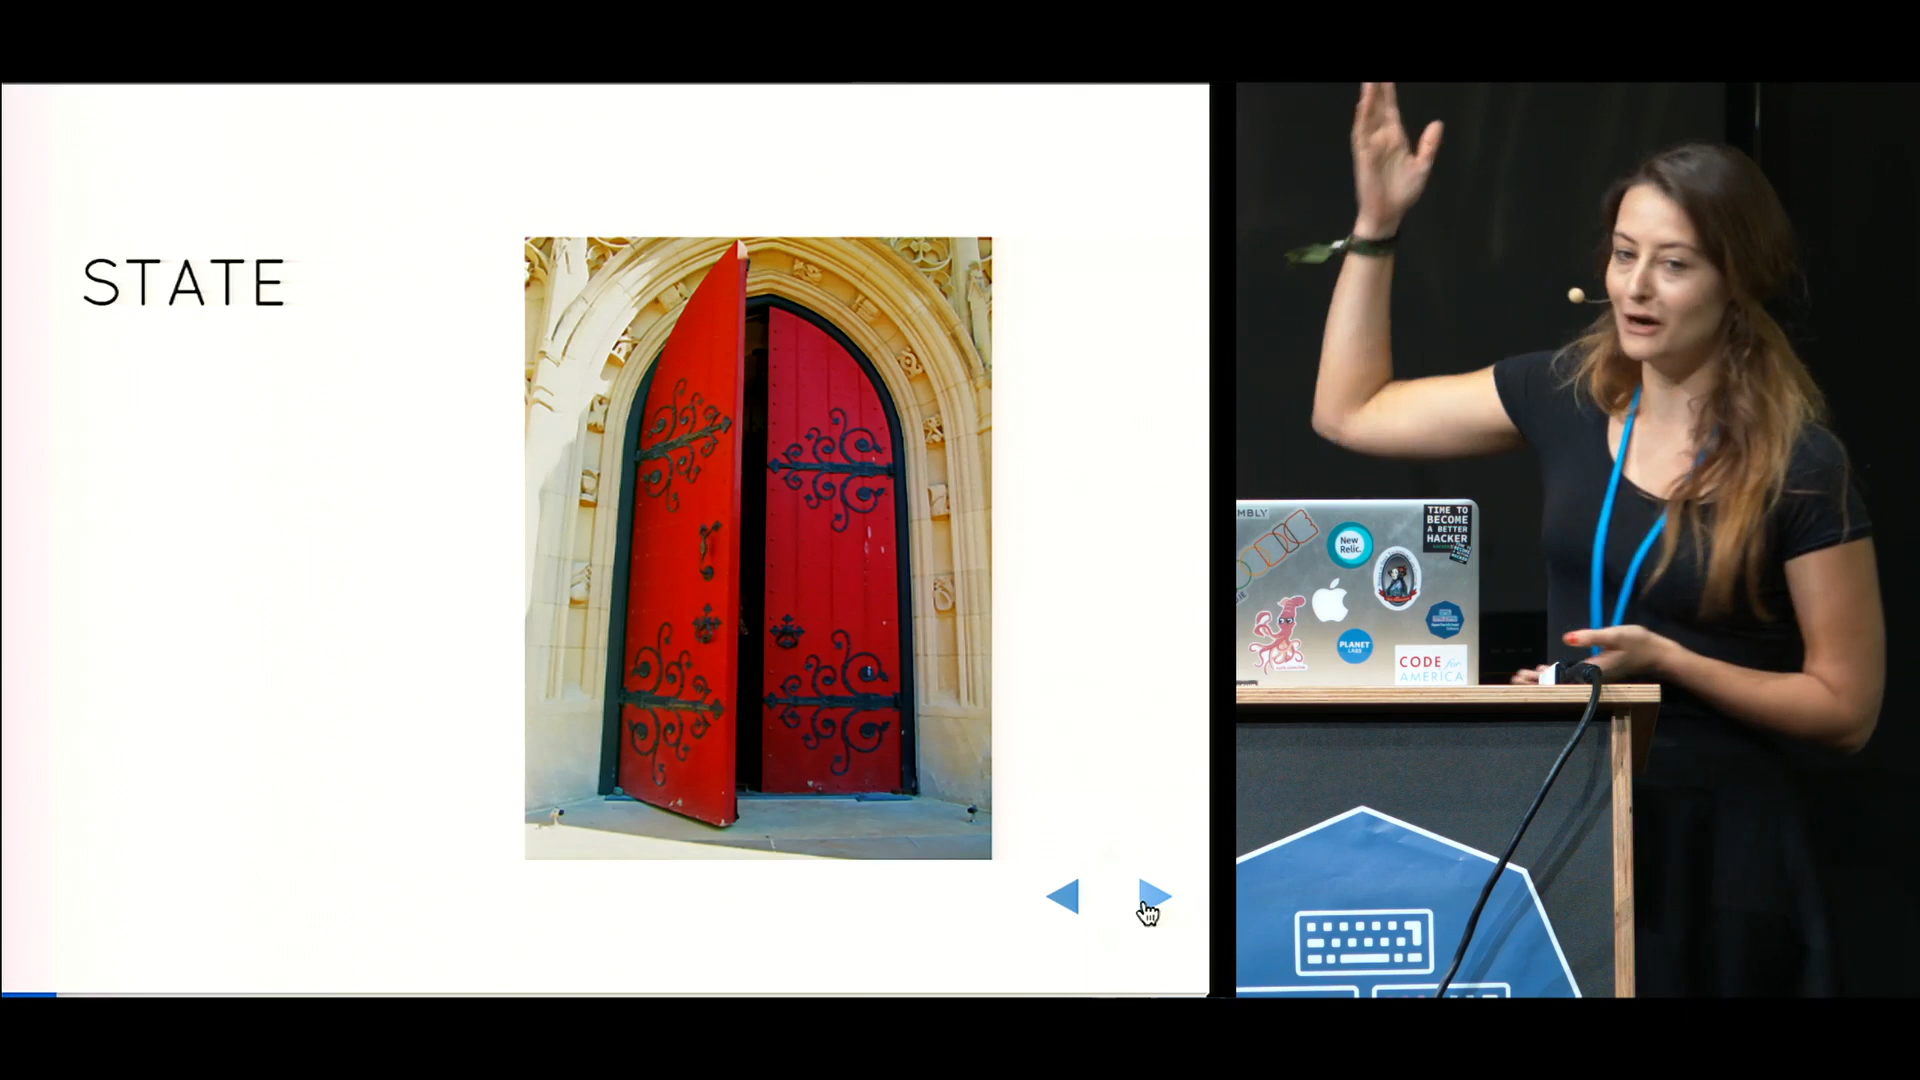 STATE
MBLY
New
Relic.
TIME TO
BECOME
A BETTER
HACKER
PLANET
LABS
CODE for
AMERICA